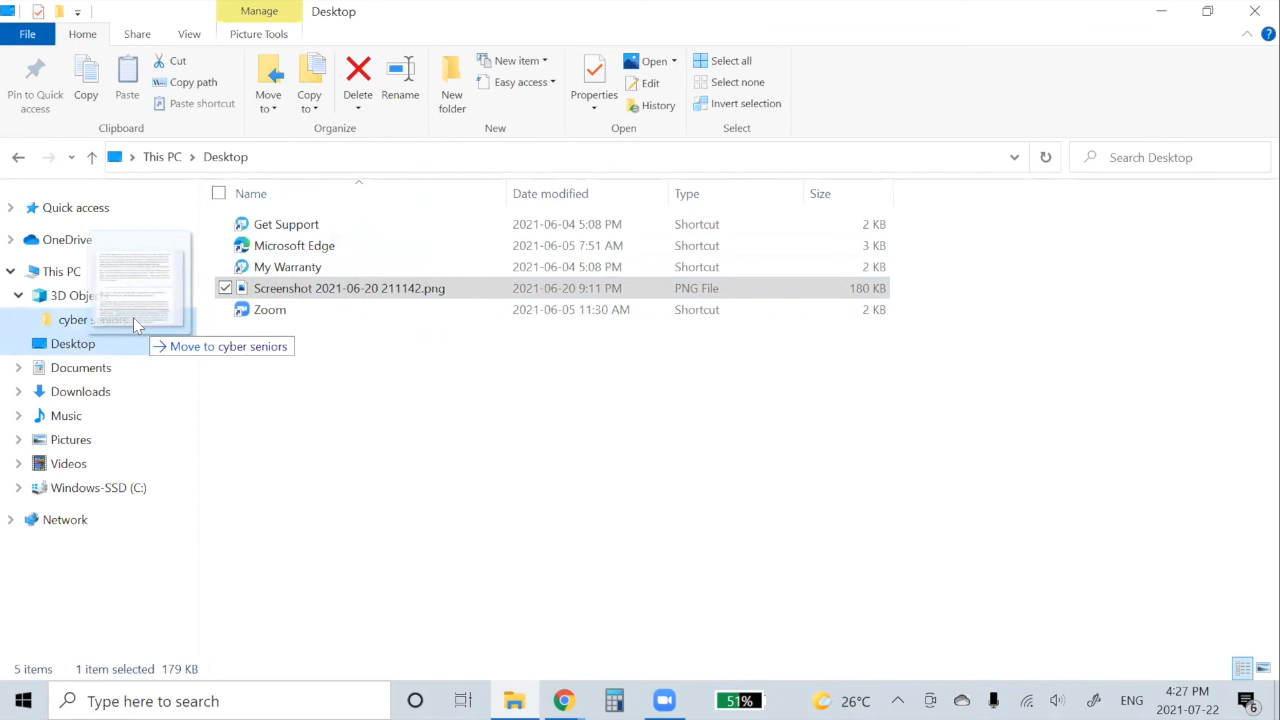 Manage
Desktop
File
Home
Share
View
Picture Tools
Pin to Quick access
Copy
Paste
Cut
Copy path
Paste shortcut
Clipboard
Move to
Copy to
Delete
Rename
Organize
New folder
New item
Easy access
New
Properties
Open
Edit
History
Open
Select all
Select none
Invert selection
Select
This PC > Desktop
Search Desktop
Name
Date modified
Type
Size
Get Support 2021-06-04 5:08 PM Shortcut 2 KB
Microsoft Edge 2021-06-05 7:51 AM Shortcut 3 KB
My Warranty 2021-06-04 5:08 PM Shortcut 2 KB
Screenshot 2021-06-20 211142.png 2021-06-20 9:11 PM PNG File 180 KB
Zoom 2021-06-05 11:30 AM Shortcut 2 KB
Quick access
OneDrive
This PC
3D Obj
cyber
Desktop
Move to cyber seniors
Documents
Downloads
Music
Pictures
Videos
Windows-SSD (C:)
Network
5 items 1 item selected 179 KB
Type here to search
51%
26°C
ENG
4:27 PM
2021-07-22
6